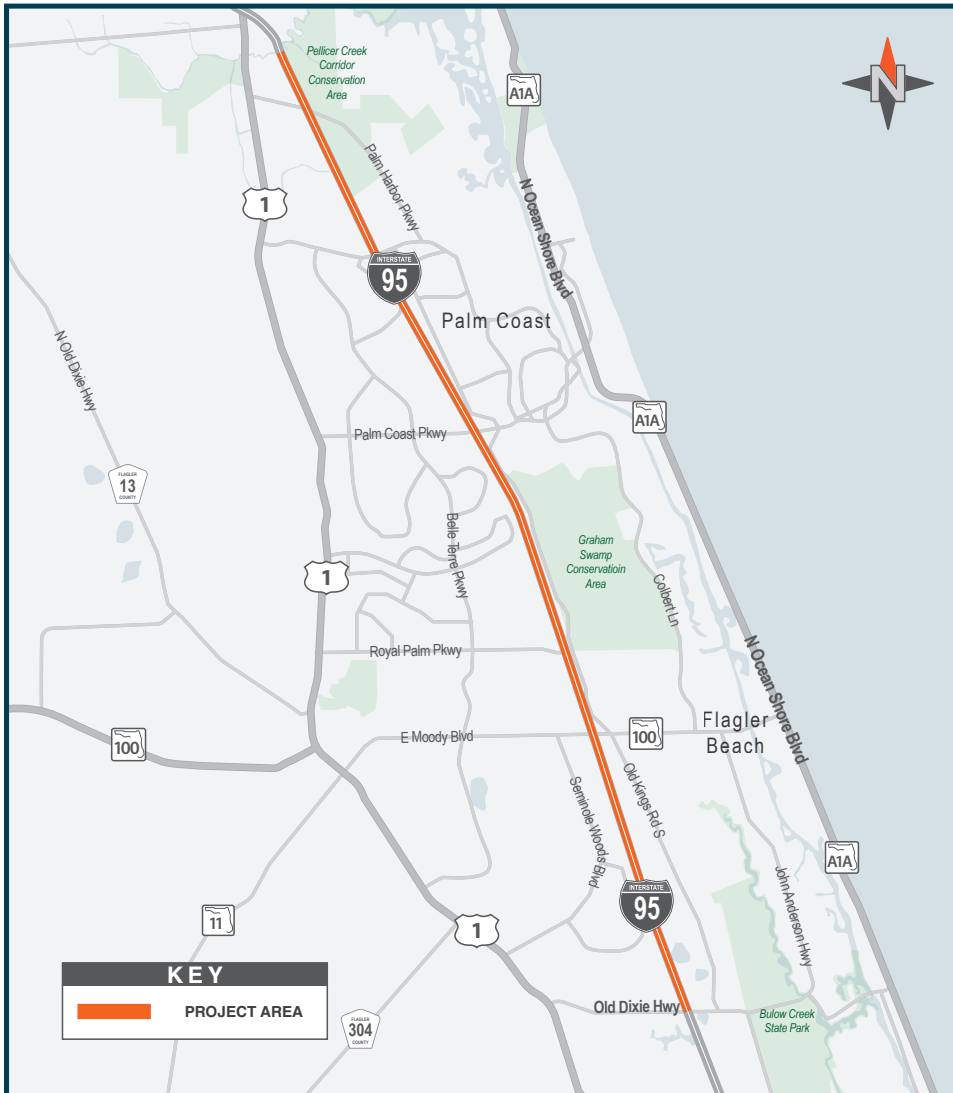 Pellicer Creek
Corridor
Conservation
Area
N
A1A
Palm Harbor Pkwy
1
N Ocean Shore Blvd
INTERSTATE
95
Palm Coast
N Old Dixie Hwy
A1A
Palm Coast Pkwy
FLAGLER
13
COUNTY
Belle Terre Pkwy
Graham
Swamp
Conservatioin
Area
1
Colbert Ln
Royal Palm Pkwy
N Ocean Shore Blvd
100
E Moody Blvd
100
Flagler
Beach
Old Kings Rd S
Seminole Woods Blvd
A1A
John Anderson Hwy
INTERSTATE
95
11
1
KEY
PROJECT AREA
FLAGLER
304
COUNTY
Old Dixie Hwy
Bulow Creek
State Park